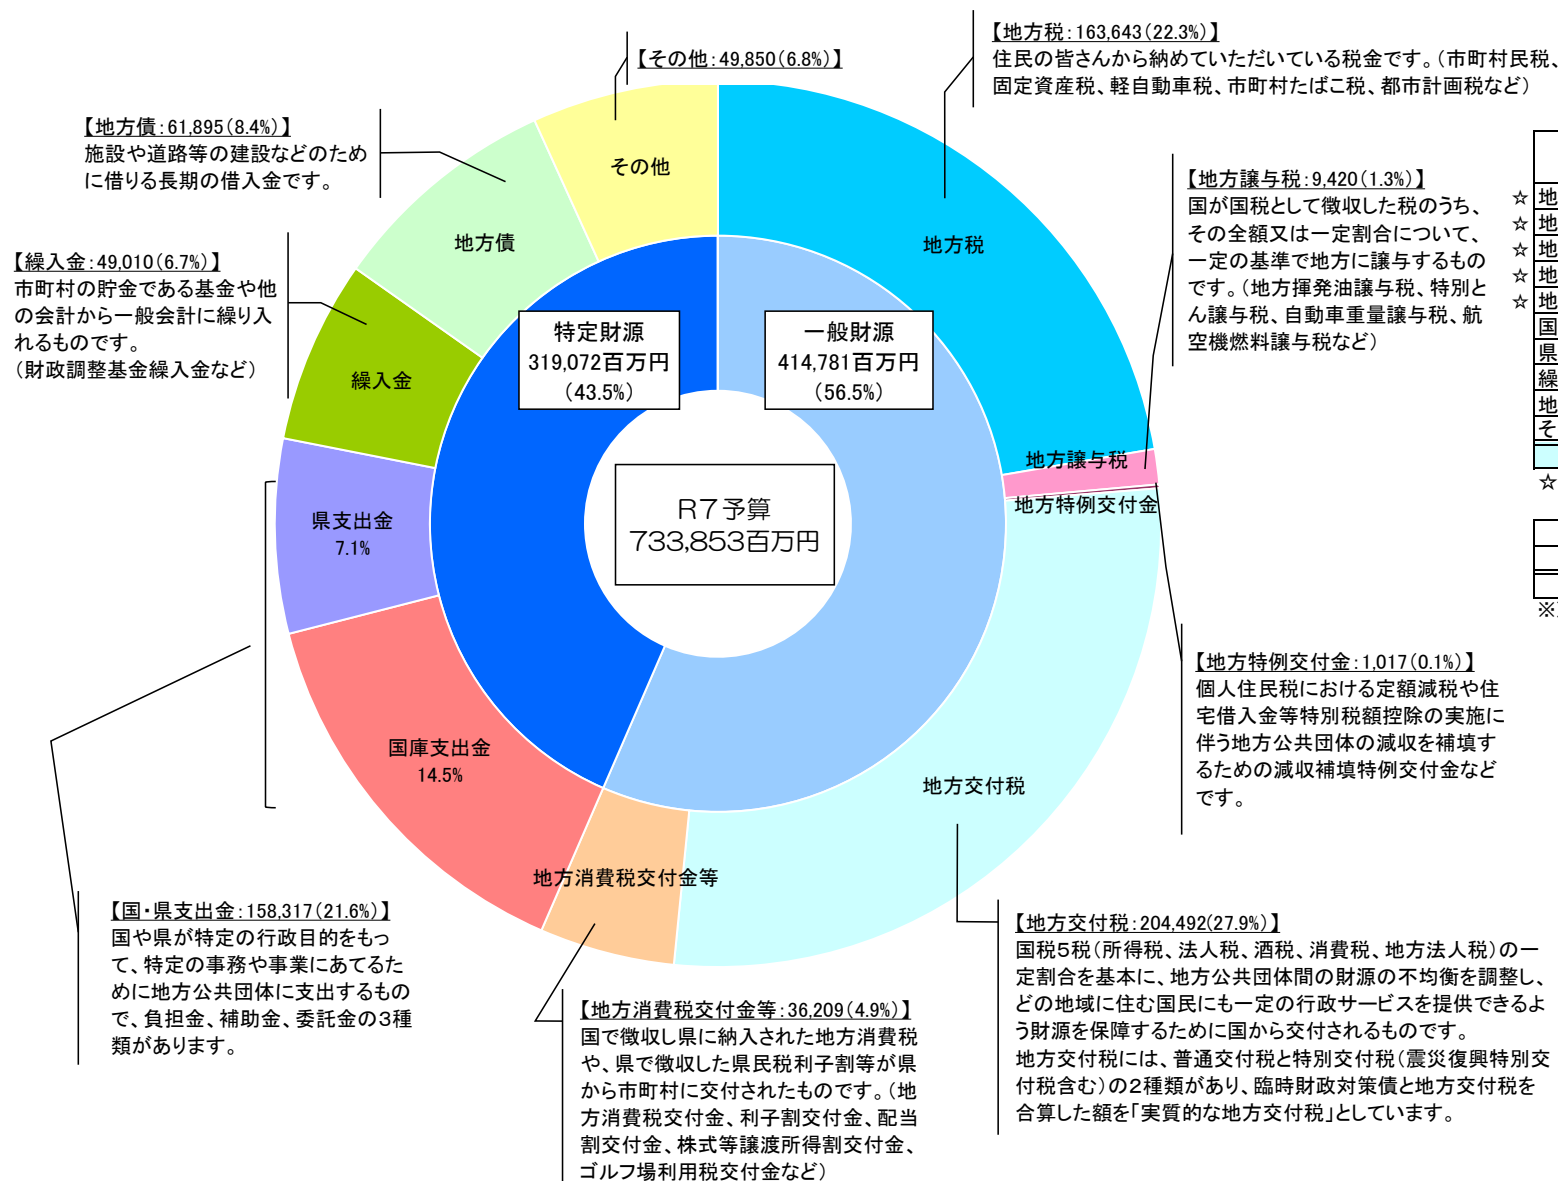 【地方税：163,643（22.3%）】
住民の皆さんから納めていただいている税金です。（市町村民税、
固定資産税、軽自動車税、市町村たばこ税、都市計画税など）
【その他：49,850（6.8%）】
【地方債：61,895（8.4%）】
施設や道路等の建設などのため
に借りる長期の借入金です。
【繰入金：49,010（6.7%）】
市町村の貯金である基金や他
の会計から一般会計に繰り入
れるものです。
（財政調整基金繰入金など）
【地方譲与税：9,420（1.3%）】
国が国税として徴収した税のうち、
その全額又は一定割合について、
一定の基準で地方に譲与するもの
です。（地方揮発油譲与税、特別と
ん譲与税、自動車重量譲与税、航
空機燃料譲与税など）
その他
地方税
地方債
繰入金
特定財源
319,072百万円
（43.5%）
一般財源
414,781百万円
（56.5%）
地方譲与税
地方特例交付金
R7予算
733,853百万円
県支出金
7.1%
国庫支出金
14.5%
地方交付税
地方消費税交付金等
☆ 地
☆ 地
☆ 地
☆ 地
☆ 地
国
県
繰
地
そ
☆
※
【地方特例交付金：1,017（0.1%）】
個人住民税における定額減税や住
宅借入金等特別税額控除の実施に
伴う地方公共団体の減収を補填す
るための減収補填特例交付金など
です。
【国・県支出金：158,317（21.6%）】
国や県が特定の行政目的をもっ
て、特定の事務や事業にあてるた
めに地方公共団体に支出するもの
で、負担金、補助金、委託金の3種
類があります。
【地方消費税交付金等：36,209（4.9%）】
国で徴収し県に納入された地方消費税
や、県で徴収した県民税利子割等が県
から市町村に交付されたものです。（地
方消費税交付金、利子割交付金、配当
割交付金、株式等譲渡所得割交付金、
ゴルフ場利用税交付金など）
【地方交付税：204,492(27.9%）】
国税5税（所得税、法人税、酒税、消費税、地方法人税）の一
定割合を基本に、地方公共団体間の財源の不均衡を調整し、
どの地域に住む国民にも一定の行政サービスを提供できるよ
う財源を保障するために国から交付されるものです。
地方交付税には、普通交付税と特別交付税（震災復興特別交
付税含む）の2種類があり、臨時財政対策債と地方交付税を
合算した額を「実質的な地方交付税」としています。